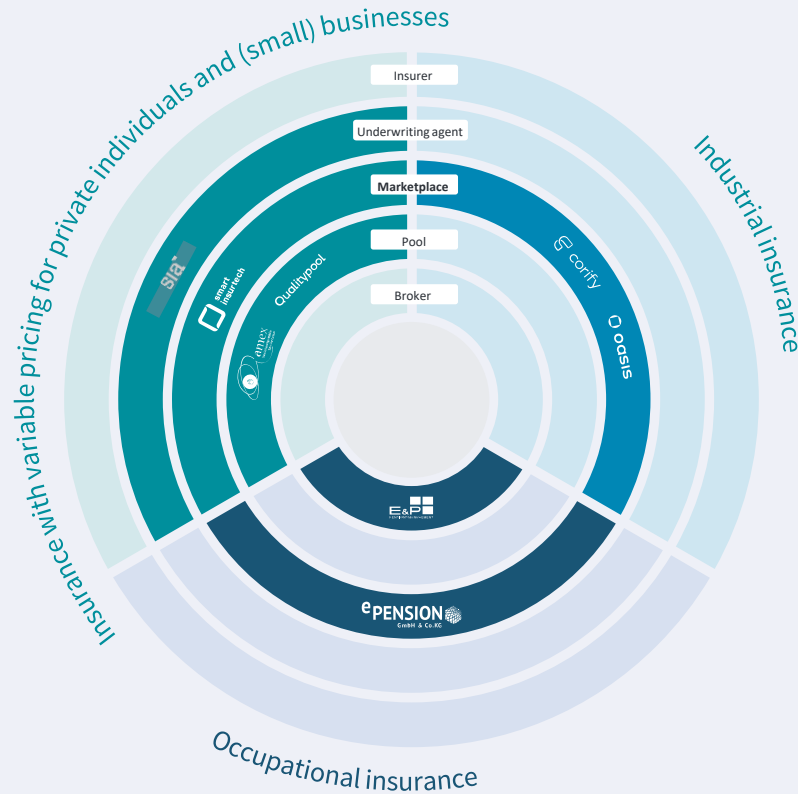 Insurance with variable pricing for private individuals and (small) businesses
Industrial insurance
Insurer
Underwriting agent
Marketplace
Pool
Broker
sia
smart
insurtech
Qualitypool
amex
corify
oasis
E&P
ePENSION
GmbH & Co.KG
Occupational insurance